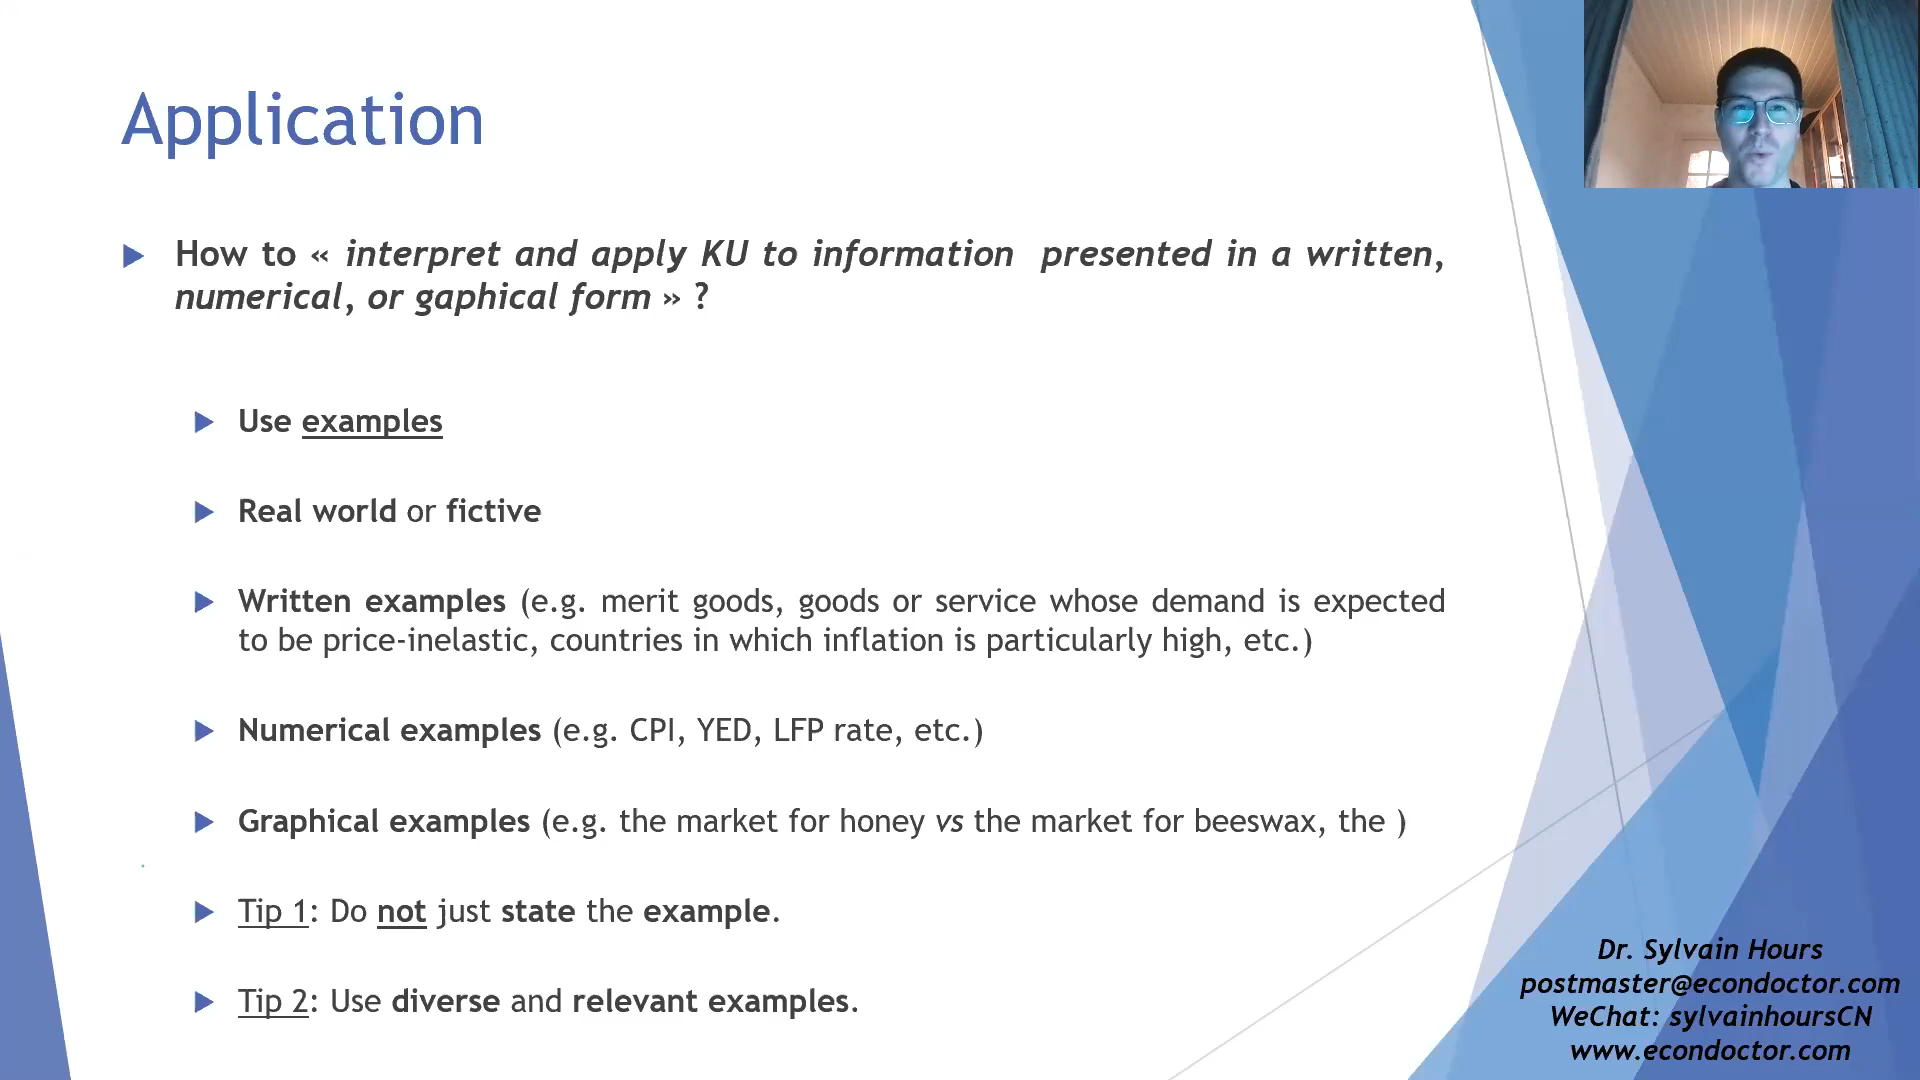 Application
How to « interpret and apply KU to information presented in a written,
numerical, or gaphical form » ?
Use examples
Real world or fictive
Written examples (e.g. merit goods, goods or service whose demand is expected
to be price-inelastic, countries in which inflation is particularly high, etc.)
Numerical examples (e.g. CPI, YED, LFP rate, etc.)
Graphical examples (e.g. the market for honey vs the market for beeswax, the )
Tip 1: Do not just state the example.
Tip 2: Use diverse and relevant examples.
Dr. Sylvain Hours
postmaster@econdoctor.com
WeChat: sylvainhoursCN
www.econdoctor.com